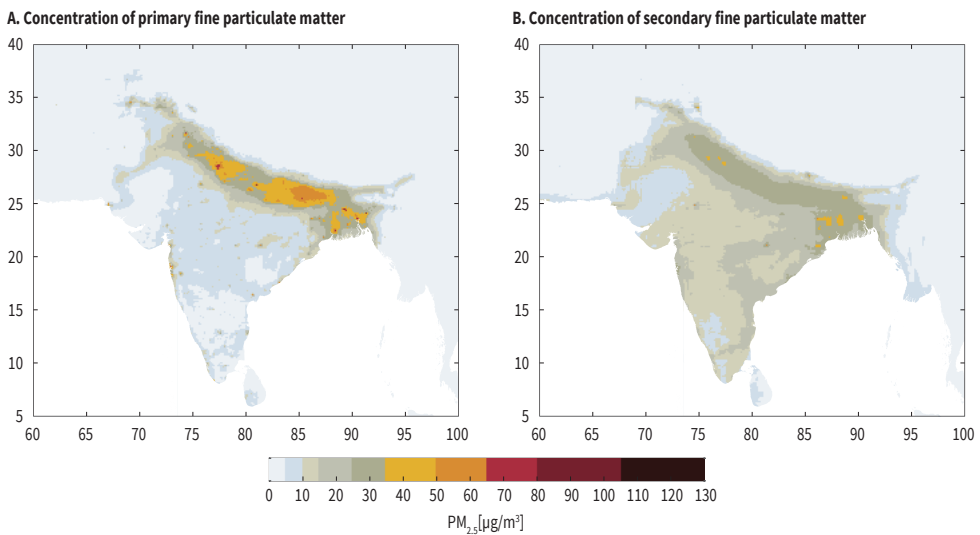 A. Concentration of primary fine particulate matter
40
35
30
25
20
15
10
5
60 65 70 75 80 85 90 95 100
B. Concentration of secondary fine particulate matter
40
35
30
25
20
15
10
5
60 65 70 75 80 85 90 95 100
0 10 20 30 40 50 60 70 80 90 100 120 130
PM2.5[µg/m³]